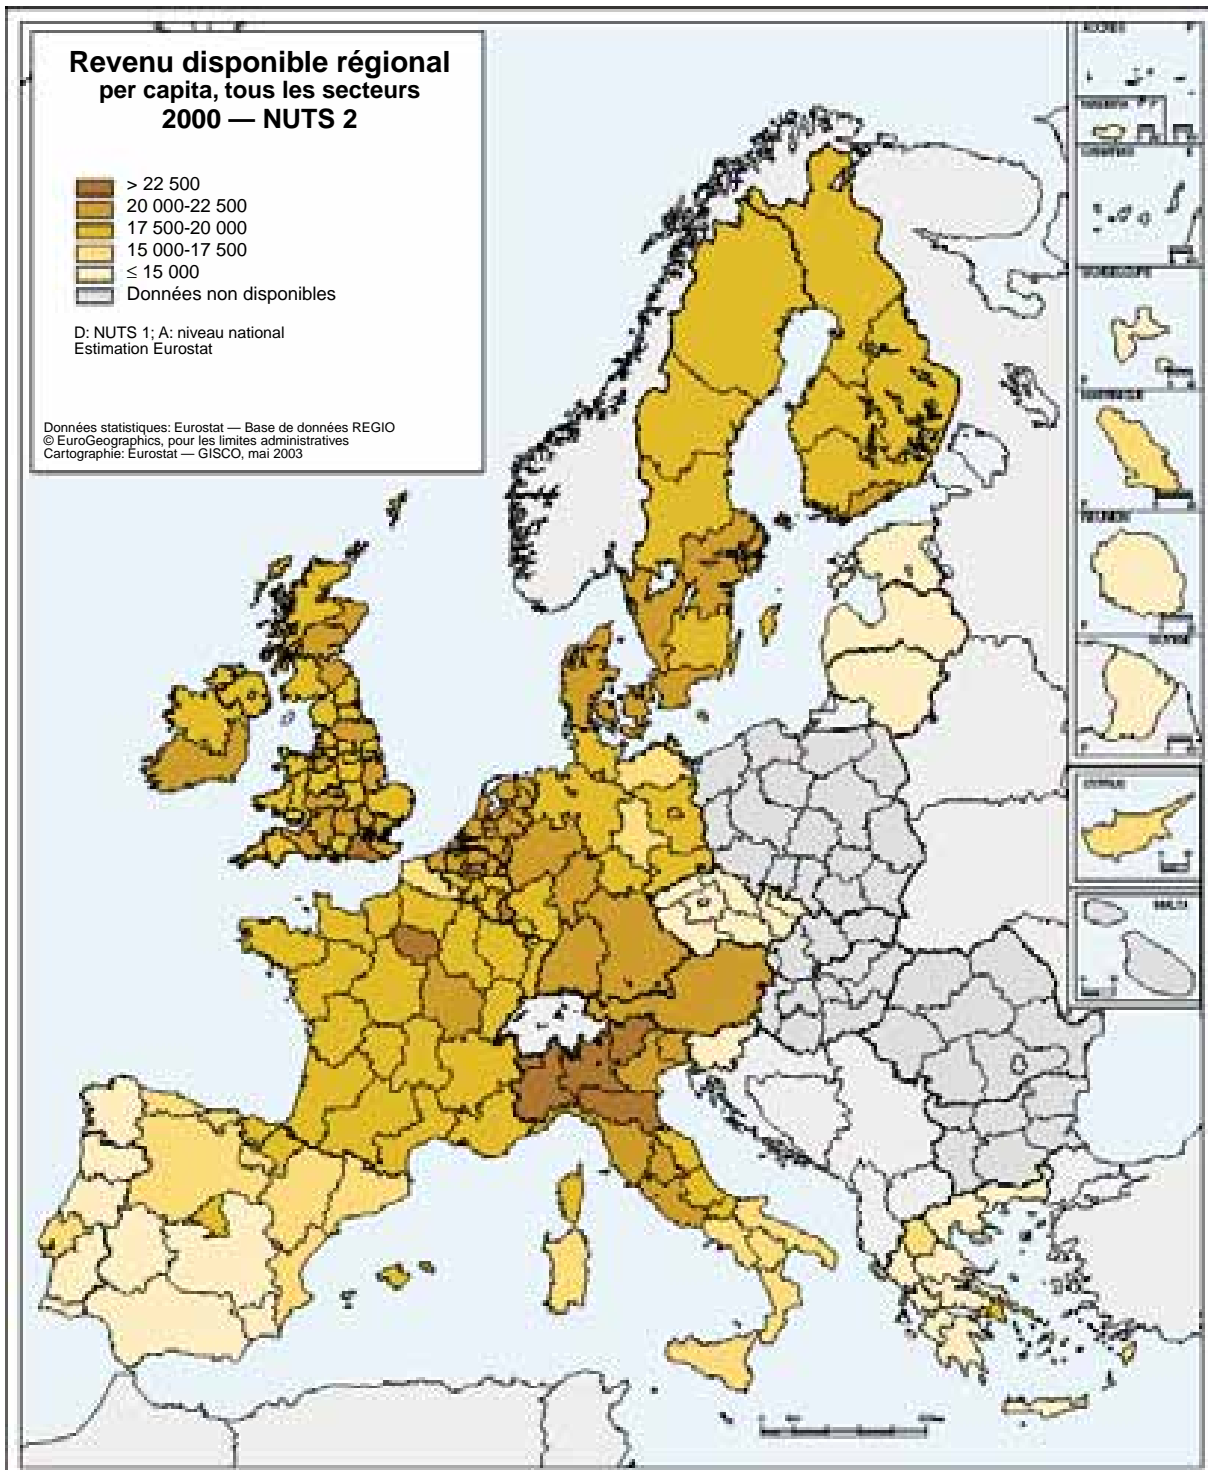 Revenu disponible régional
per capita, tous les secteurs
2000 — NUTS 2
> 22 500
20 000-22 500
17 500-20 000
15 000-17 500
≤ 15 000
Données non disponibles
D: NUTS 1; A: niveau national
Estimation Eurostat
Données statistiques: Eurostat — Base de données REGIO
© EuroGeographics, pour les limites administratives
Cartographie: Eurostat — GISCO, mai 2003